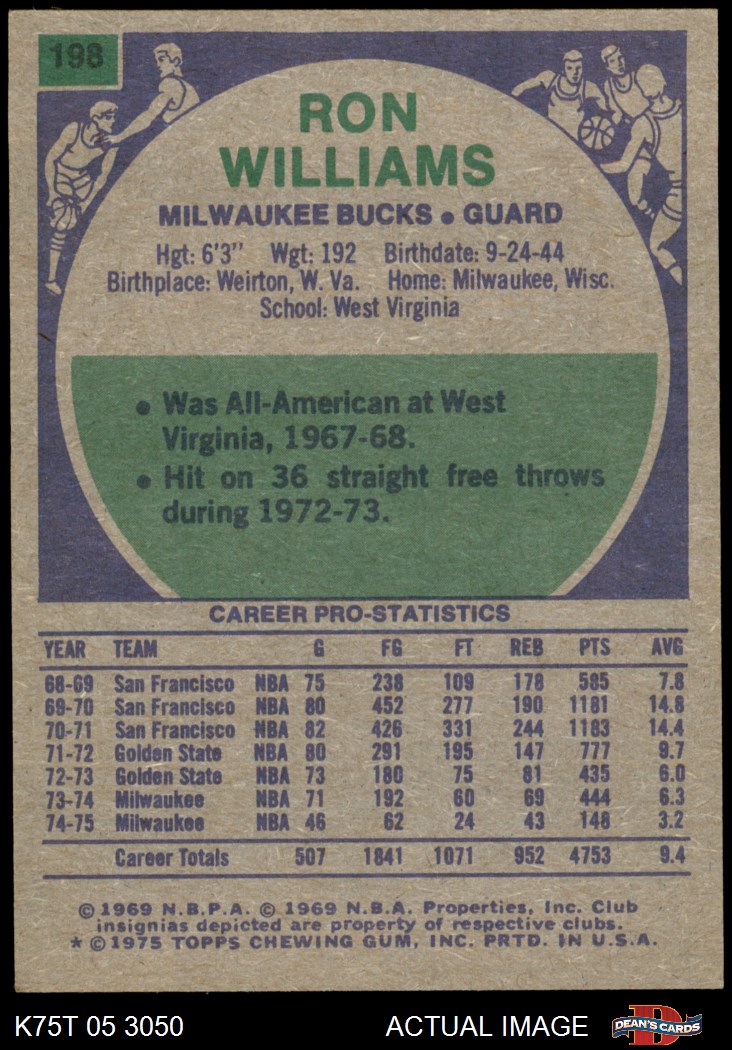 198
RON
WILLIAMS
MILWAUKEE BUCKS • GUARD
Hgt: 6'3" Wgt: 192 Birthdate: 9-24-44
Birthplace: Weirton, W. Va. Home: Milwaukee, Wisc.
School: West Virginia
• Was All-American at West
Virginia, 1967-68.
• Hit on 36 straight free throws
during 1972-73.
CAREER PRO-STATISTICS
YEAR TEAM G FG FT REB PTS AVG
68-69 San Francisco NBA 75 238 109 178 585 7.8
69-70 San Francisco NBA 80 452 277 190 1181 14.8
70-71 San Francisco NBA 82 426 331 244 1183 14.4
71-72 Golden State NBA 80 291 195 147 777 9.7
72-73 Golden State NBA 73 180 75 81 435 6.0
73-74 Milwaukee NBA 71 192 60 69 444 6.3
74-75 Milwaukee NBA 46 62 24 43 148 3.2
Career Totals 507 1841 1071 952 4753 9.4
© 1969 N.B.P.A. © 1969 N.B.A. Properties, Inc. Club
insignias depicted are property of respective clubs.
* © 1975 TOPPS CHEWING GUM, INC. PRTD. IN U.S.A.
K75T 05 3050 ACTUAL IMAGE D DEAN'S CARDS